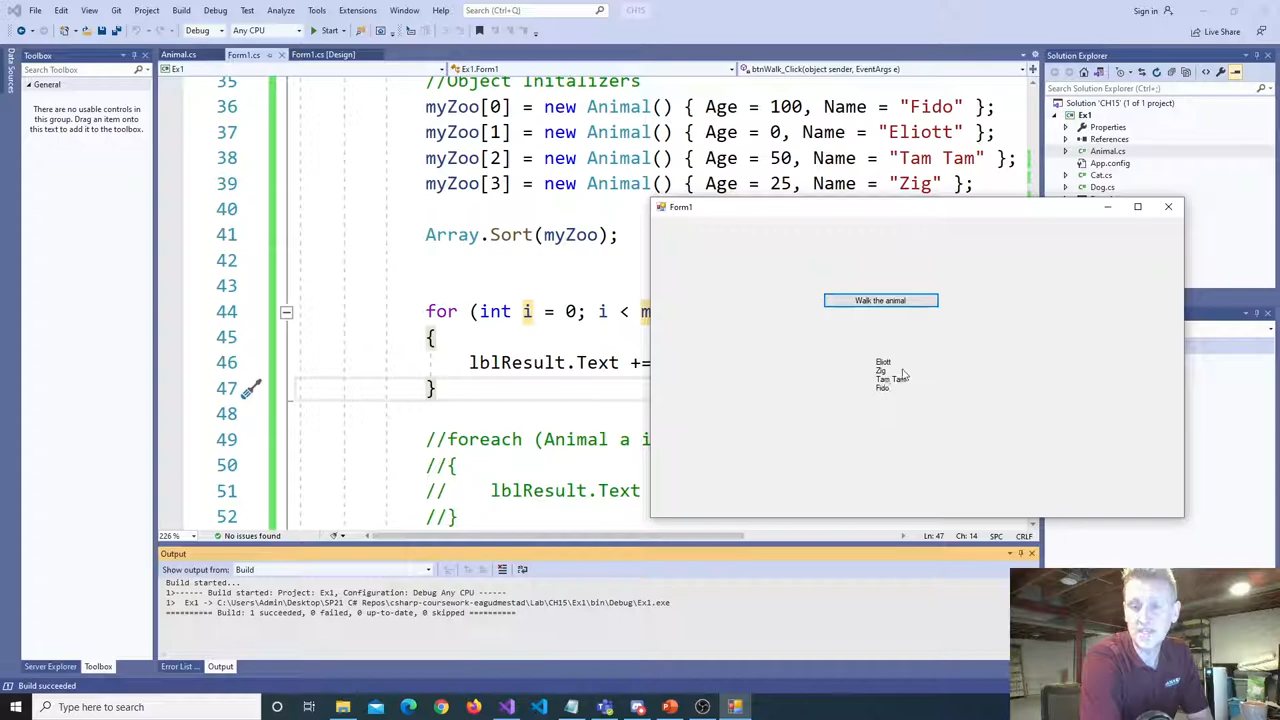 File Edit View Git Project Build Debug Test Analyze Tools Extensions Window Help Search (Ctrl+Q) CH15 Sign in
Debug Any CPU Start Live Share
Data Sources
Toolbox
Search Toolbox
General
There are no usable controls in
this group. Drag an item onto
this text to add it to the toolbox.
Server Explorer Toolbox
Animal.cs Form1.cs Form1.cs [Design]
Ex1 Ex1.Form1 btnWalk_Click(object sender, EventArgs e)
35 //Object Initalizers
36 myZoo[0] = new Animal() { Age = 100, Name = "Fido" };
37 myZoo[1] = new Animal() { Age = 0, Name = "Eliott" };
38 myZoo[2] = new Animal() { Age = 50, Name = "Tam Tam" };
39 myZoo[3] = new Animal() { Age = 25, Name = "Zig" };
40
41 Array.Sort(myZoo);
42
43
44 for (int i = 0; i < m
45 {
46 lblResult.Text +=
47 }
48
49 //foreach (Animal a i
50 //{
51 // lblResult.Text
52 //}
226 % No issues found Ln: 47 Ch: 14 SPC CRLF
Form1
Walk the animal
Eliott
Zig
Tam Tam
Fido
Solution Explorer
Search Solution Explorer (Ctrl+;)
Solution 'CH15' (1 of 1 project)
Ex1
Properties
References
Animal.cs
App.config
Cat.cs
Dog.cs
Output
Show output from: Build
Build started...
1>------ Build started: Project: Ex1, Configuration: Debug Any CPU ------
1> Ex1 -> C:\Users\Admin\Desktop\SP21 C# Repos\csharp-coursework-eagudmestad\Lab\CH15\Ex1\bin\Debug\Ex1.exe
========== Build: 1 succeeded, 0 failed, 0 up-to-date, 0 skipped ==========
Error List ... Output
Build succeeded
Type here to search